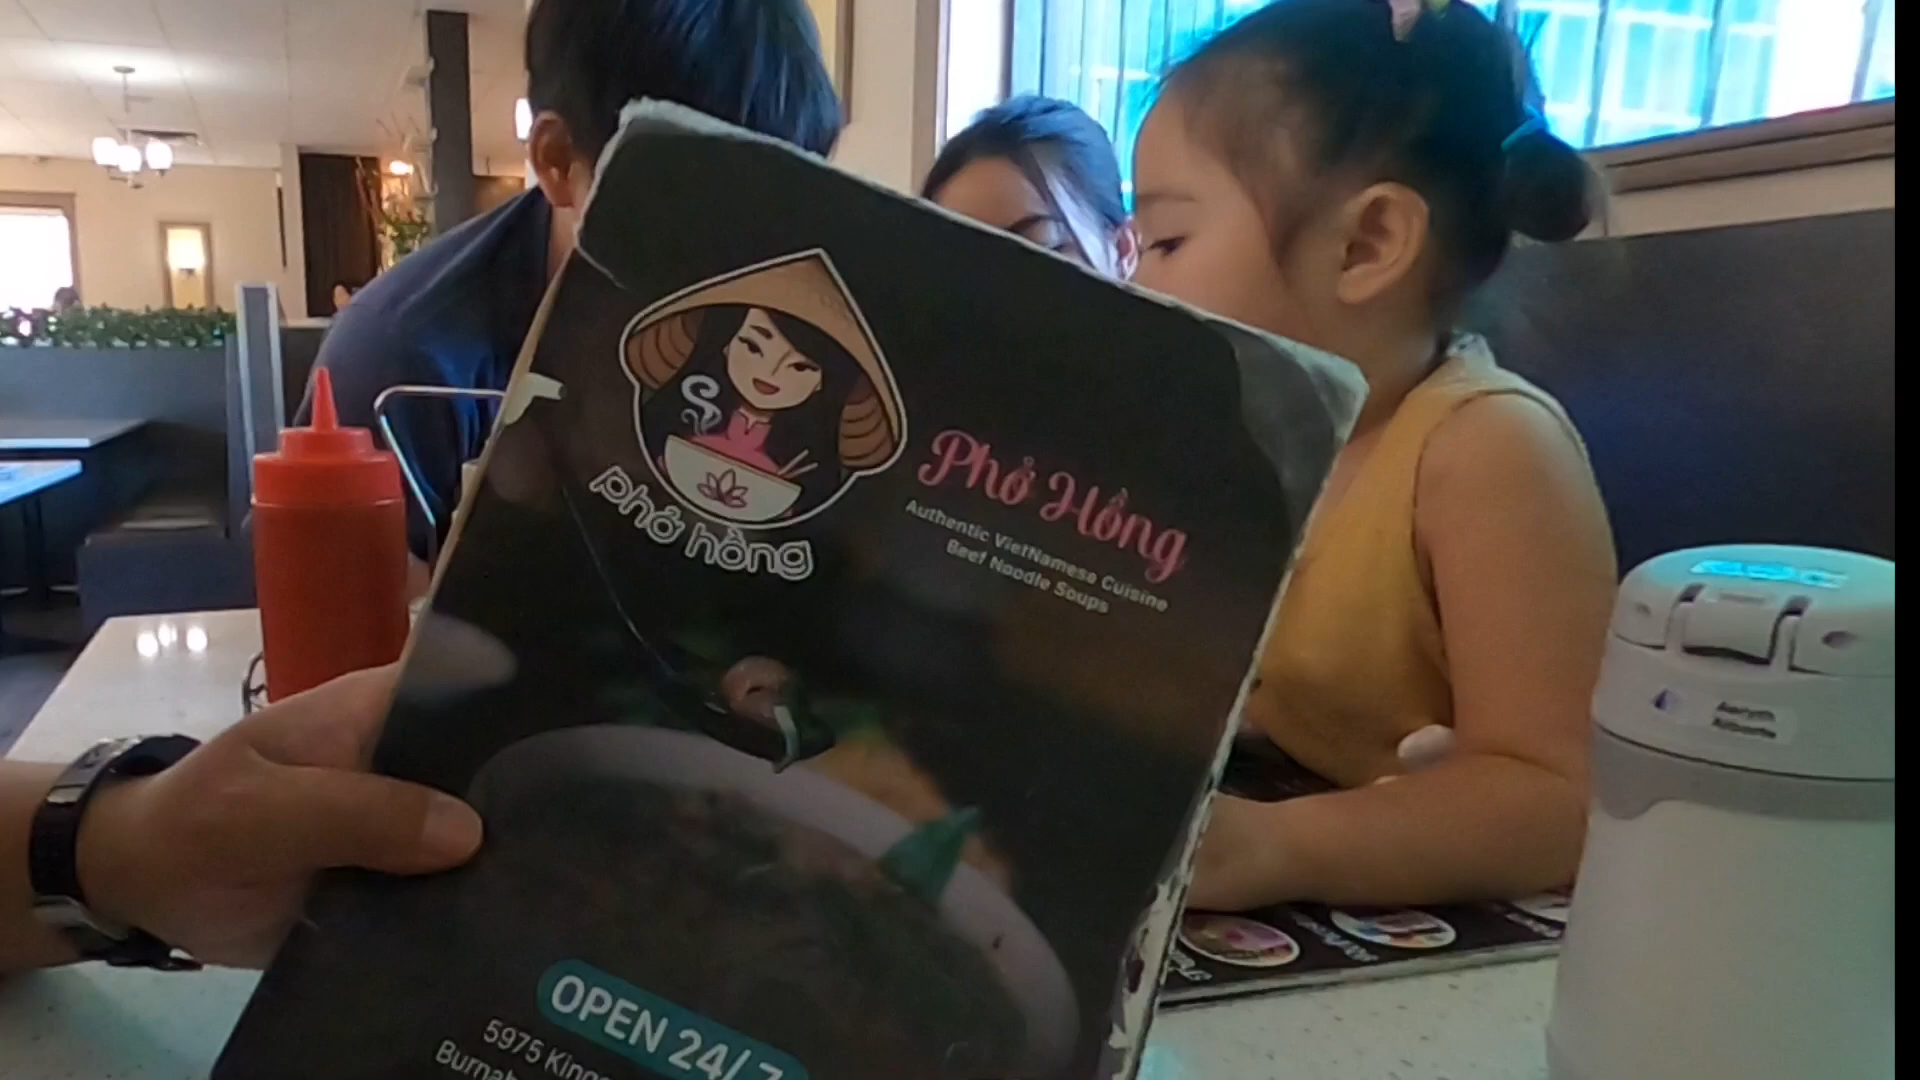 phở hồng
Phở Hồng
Authentic VietNamese Cuisine
Beef Noodle Soups
OPEN 24/7
5975